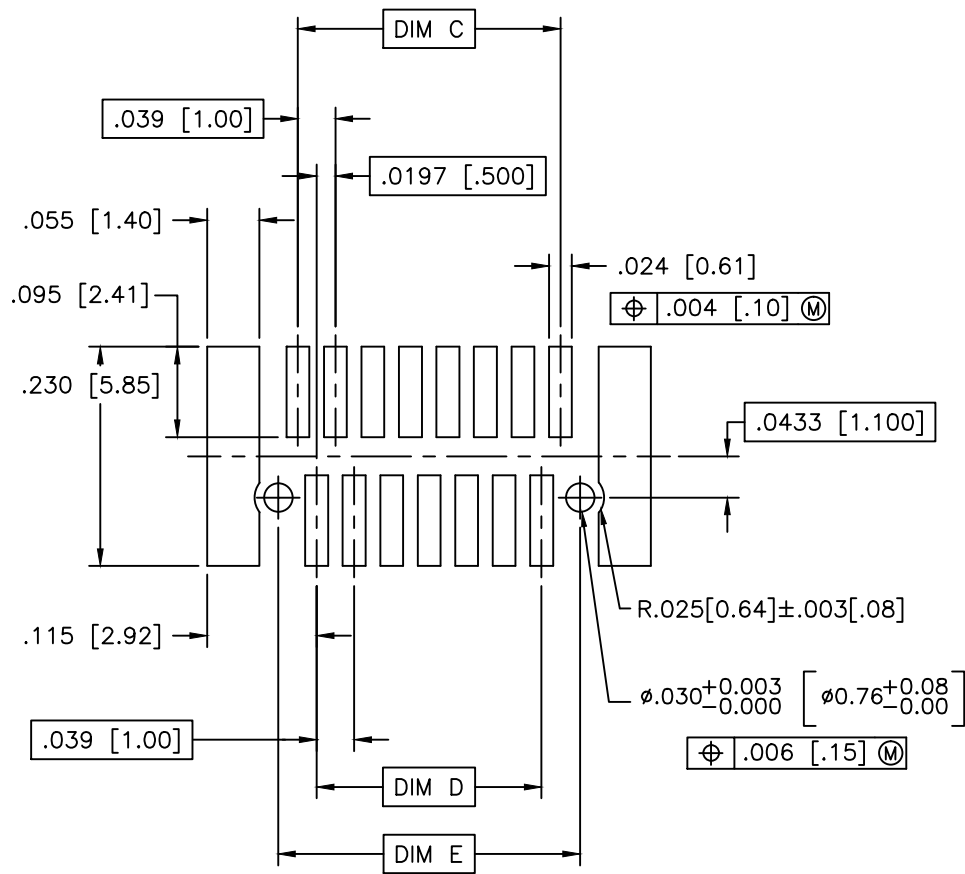 DIM C
.039 [1.00]
.0197 [.500]
.055 [1.40]
.024 [0.61]
.095 [2.41]
⌖ .004 [.10] Ⓜ
.230 [5.85]
.0433 [1.100]
R.025[0.64]±.003[.08]
.115 [2.92]
ø.030 +0.003 -0.000 [ø0.76 +0.08 -0.00]
.039 [1.00]
⌖ .006 [.15] Ⓜ
DIM D
DIM E